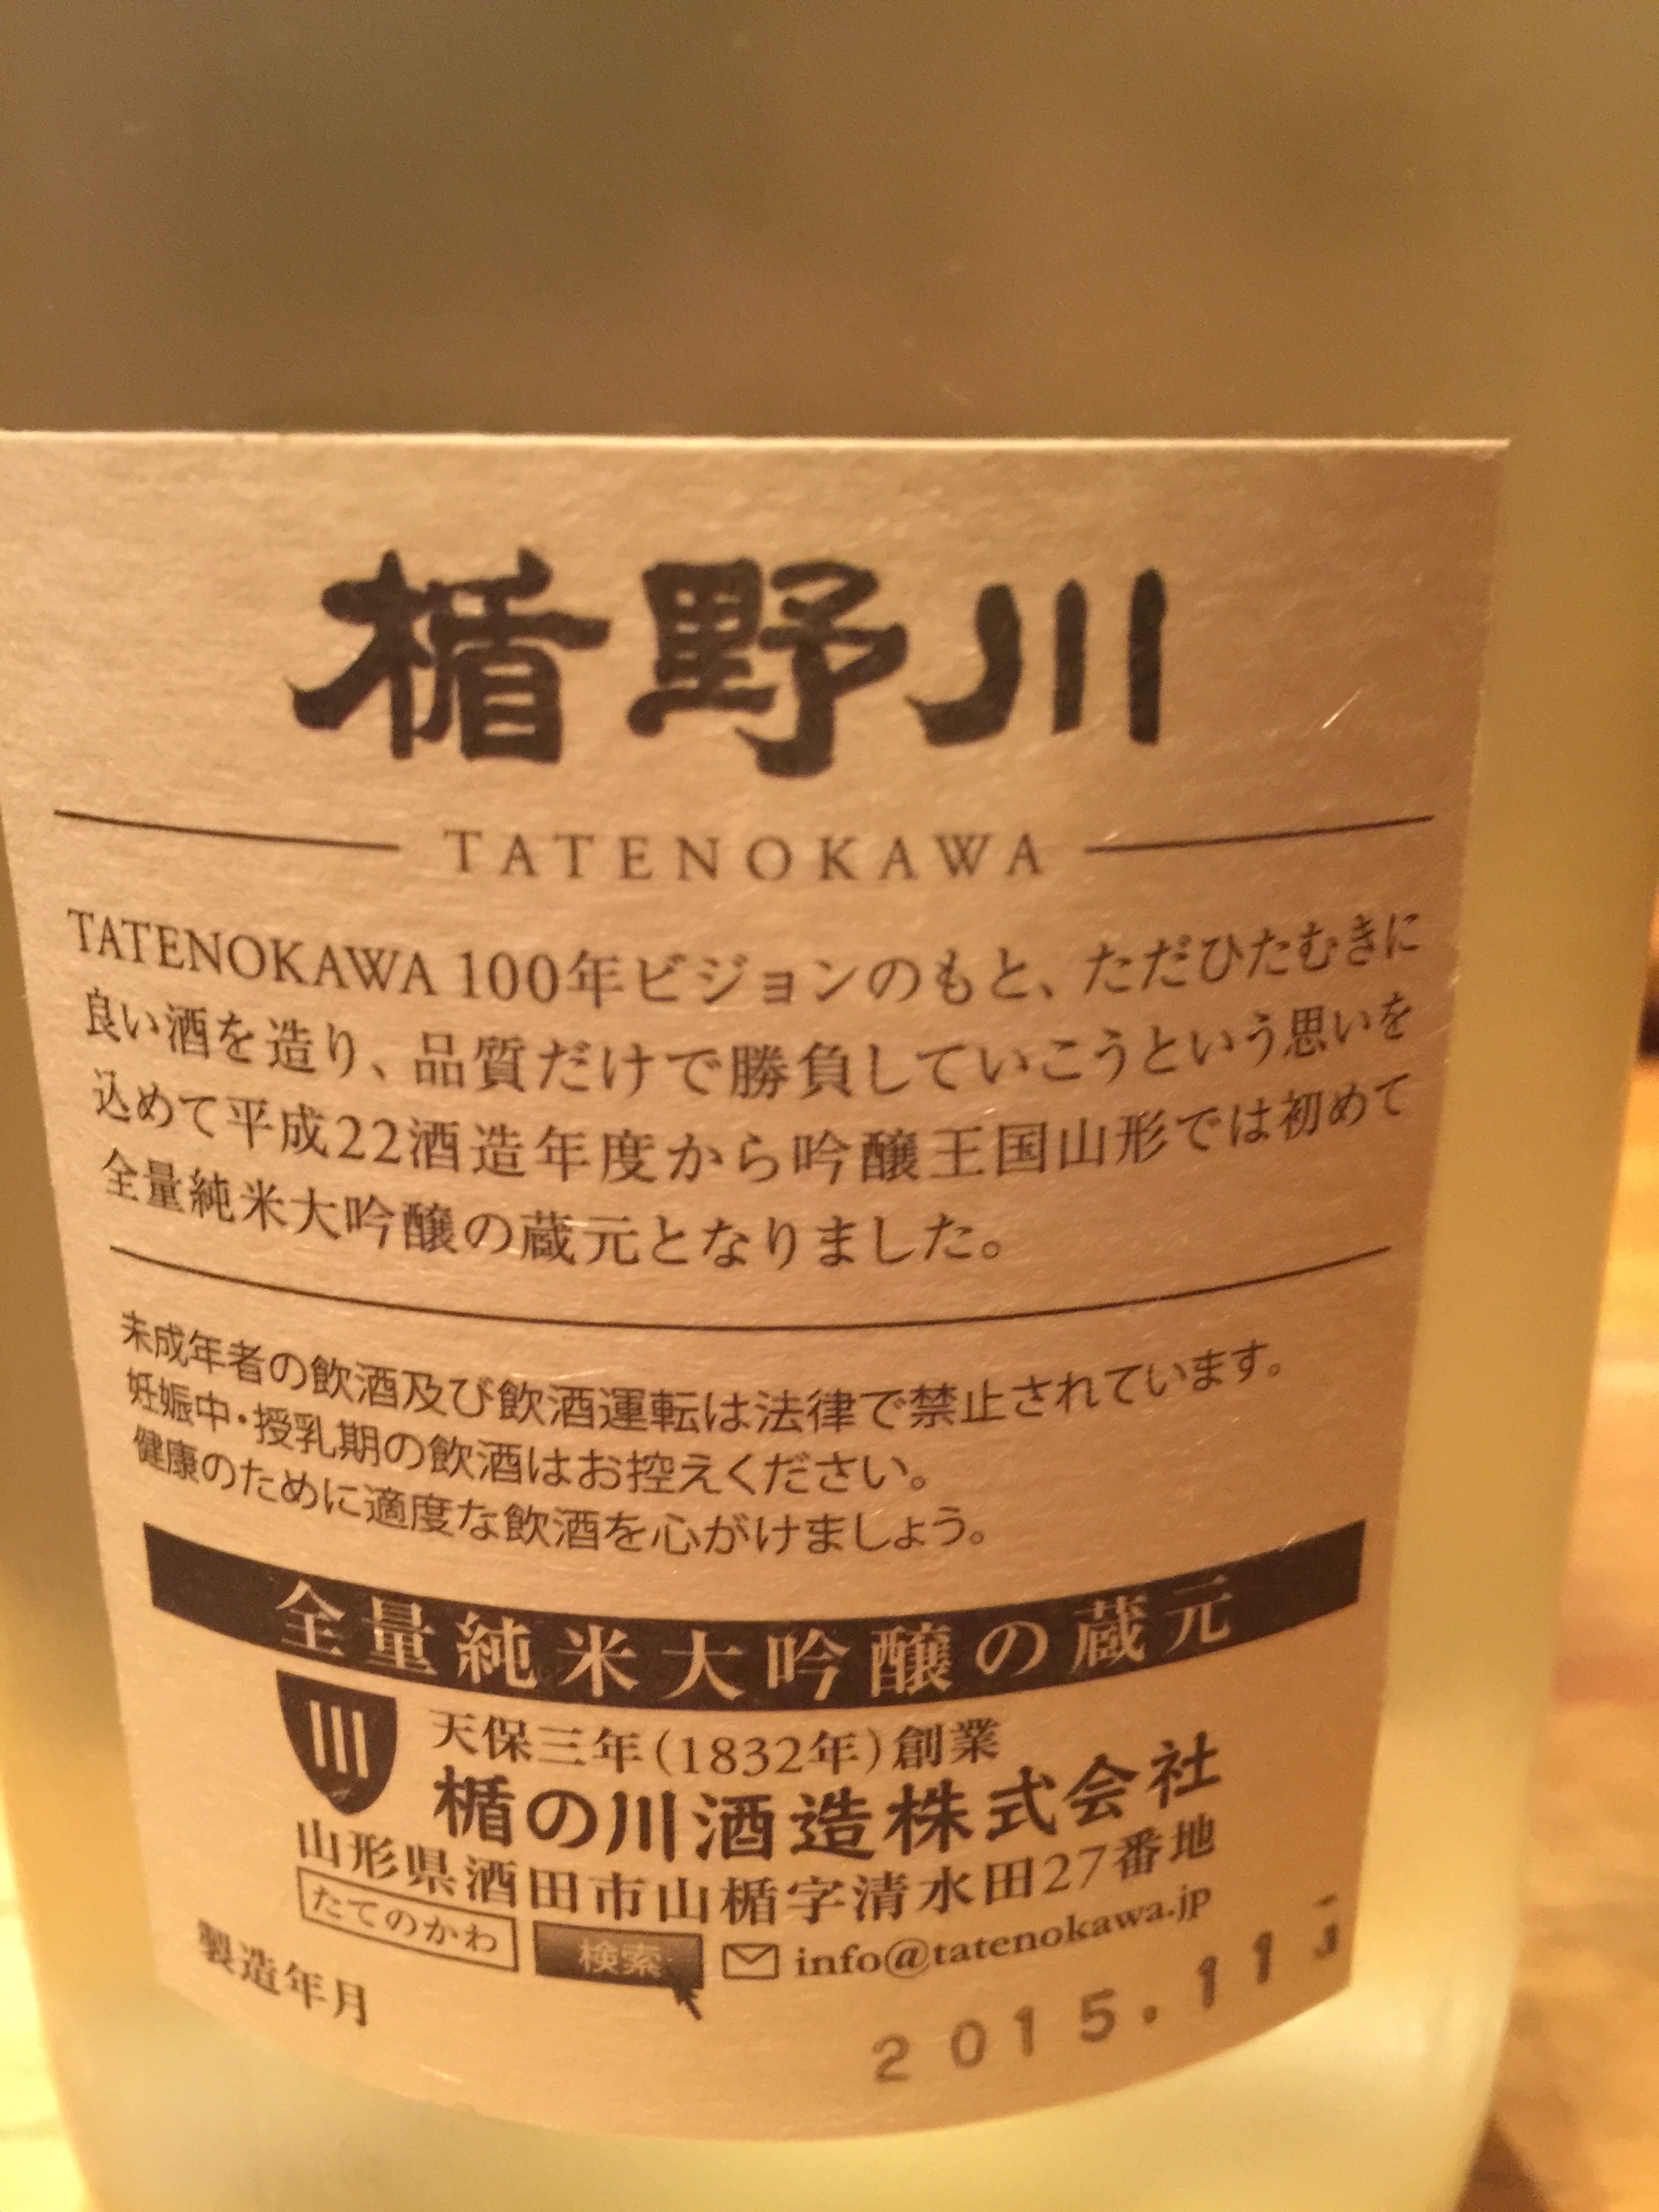 楯野川
TATENOKAWA
TATENOKAWA 100年ビジョンのもと、ただひたむきに
良い酒を造り、品質だけで勝負していこうという思いを
込めて平成22酒造年度から吟醸王国山形では初めて
全量純米大吟醸の蔵元となりました。
未成年者の飲酒及び飲酒運転は法律で禁止されています。
妊娠中・授乳期の飲酒はお控えください。
健康のために適度な飲酒を心がけましょう。
全量純米大吟醸の蔵元
天保三年(1832年)創業
楯の川酒造株式会社
山形県酒田市山楯字清水田27番地
たてのかわ 検索 info@tatenokawa.jp
製造年月 2015.11